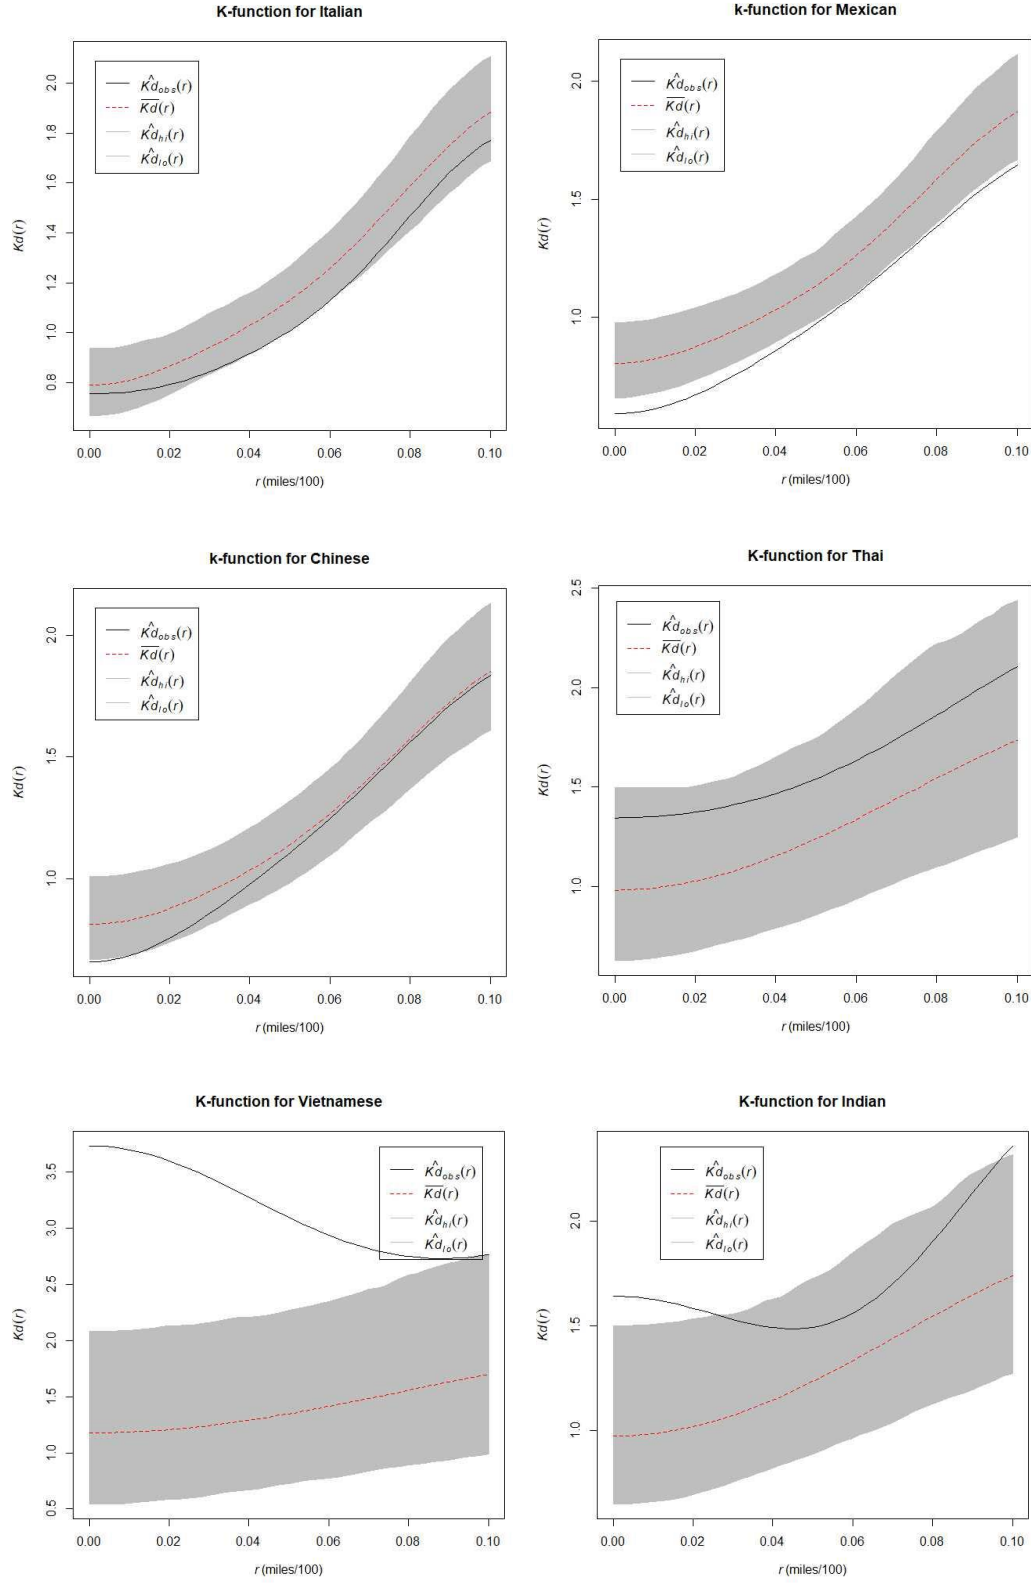 K-function for Italian
K̂d_obs(r)
K̅d̅(r)
K̂d_hi(r)
K̂d_lo(r)
Kd(r)
2.0
1.8
1.6
1.4
1.2
1.0
0.8
0.00 0.02 0.04 0.06 0.08 0.10
r (miles/100)
k-function for Mexican
K̂d_obs(r)
K̅d̅(r)
K̂d_hi(r)
K̂d_lo(r)
Kd(r)
2.0
1.5
1.0
0.00 0.02 0.04 0.06 0.08 0.10
r (miles/100)
k-function for Chinese
K̂d_obs(r)
K̅d̅(r)
K̂d_hi(r)
K̂d_lo(r)
Kd(r)
2.0
1.5
1.0
0.00 0.02 0.04 0.06 0.08 0.10
r (miles/100)
K-function for Thai
K̂d_obs(r)
K̅d̅(r)
K̂d_hi(r)
K̂d_lo(r)
Kd(r)
2.5
2.0
1.5
1.0
0.00 0.02 0.04 0.06 0.08 0.10
r (miles/100)
K-function for Vietnamese
K̂d_obs(r)
K̅d̅(r)
K̂d_hi(r)
K̂d_lo(r)
Kd(r)
3.5
3.0
2.5
2.0
1.5
1.0
0.5
0.00 0.02 0.04 0.06 0.08 0.10
r (miles/100)
K-function for Indian
K̂d_obs(r)
K̅d̅(r)
K̂d_hi(r)
K̂d_lo(r)
Kd(r)
2.0
1.5
1.0
0.00 0.02 0.04 0.06 0.08 0.10
r (miles/100)